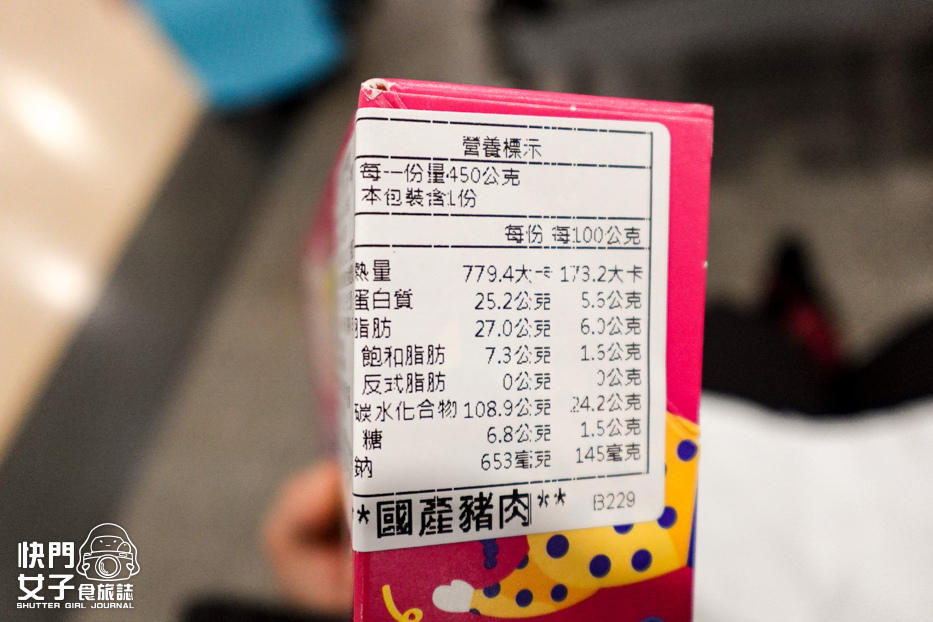 營養標示
每一份量450公克
本包裝含1份
每份 每100公克
熱量 779.4大卡 173.2大卡
蛋白質 25.2公克 5.6公克
脂肪 27.0公克 6.0公克
飽和脂肪 7.3公克 1.6公克
反式脂肪 0公克 0公克
碳水化合物 108.9公克 24.2公克
糖 6.8公克 1.5公克
鈉 653毫克 145毫克
**國產豬肉** B229
快門
女子食旅誌
SHUTTER GIRL JOURNAL